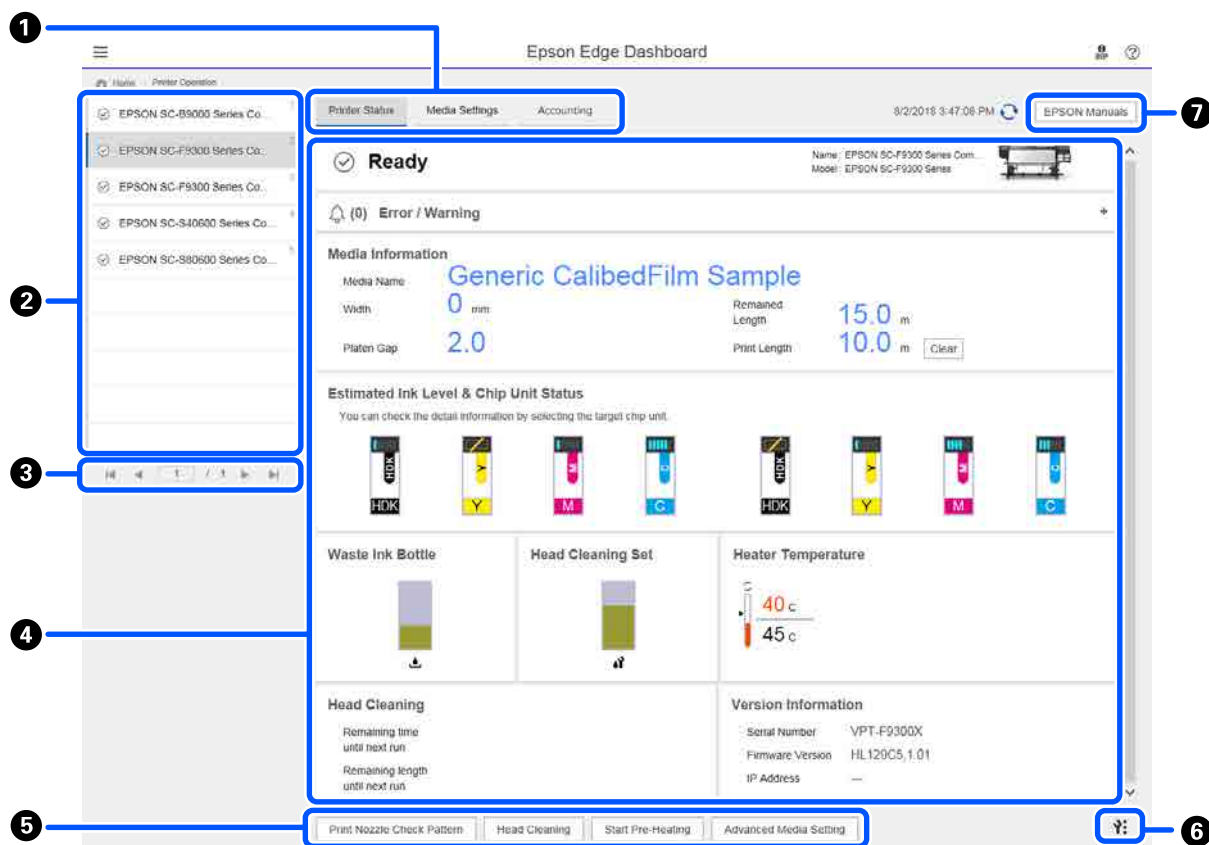 1
Epson Edge Dashboard
Home Printer Operation
Printer Status Media Settings Accounting
8/2/2018 3:47:06 PM
EPSON Manuals
7
EPSON SC-B9000 Series Co...
EPSON SC-F9300 Series Co...
EPSON SC-F9300 Series Co...
EPSON SC-S40600 Series Co...
EPSON SC-S80600 Series Co...
2
3
1 / 1
Ready
Name : EPSON SC-F9300 Series Com...
Model : EPSON SC-F9300 Series
(0) Error / Warning
Media Information
Media Name Generic CalibedFilm Sample
Width 0 mm
Remained Length 15.0 m
Platen Gap 2.0
Print Length 10.0 m Clear
Estimated Ink Level & Chip Unit Status
You can check the detail information by selecting the target chip unit.
HDK Y M C HDK Y M C
HDK Y M C HDK Y M C
4
Waste Ink Bottle
Head Cleaning Set
Heater Temperature
40 c
45 c
Head Cleaning
Remaining time
until next run
Remaining length
until next run
Version Information
Serial Number VPT-F9300X
Firmware Version HL129C5,1.01
IP Address ---
5
Print Nozzle Check Pattern Head Cleaning Start Pre-Heating Advanced Media Setting
6